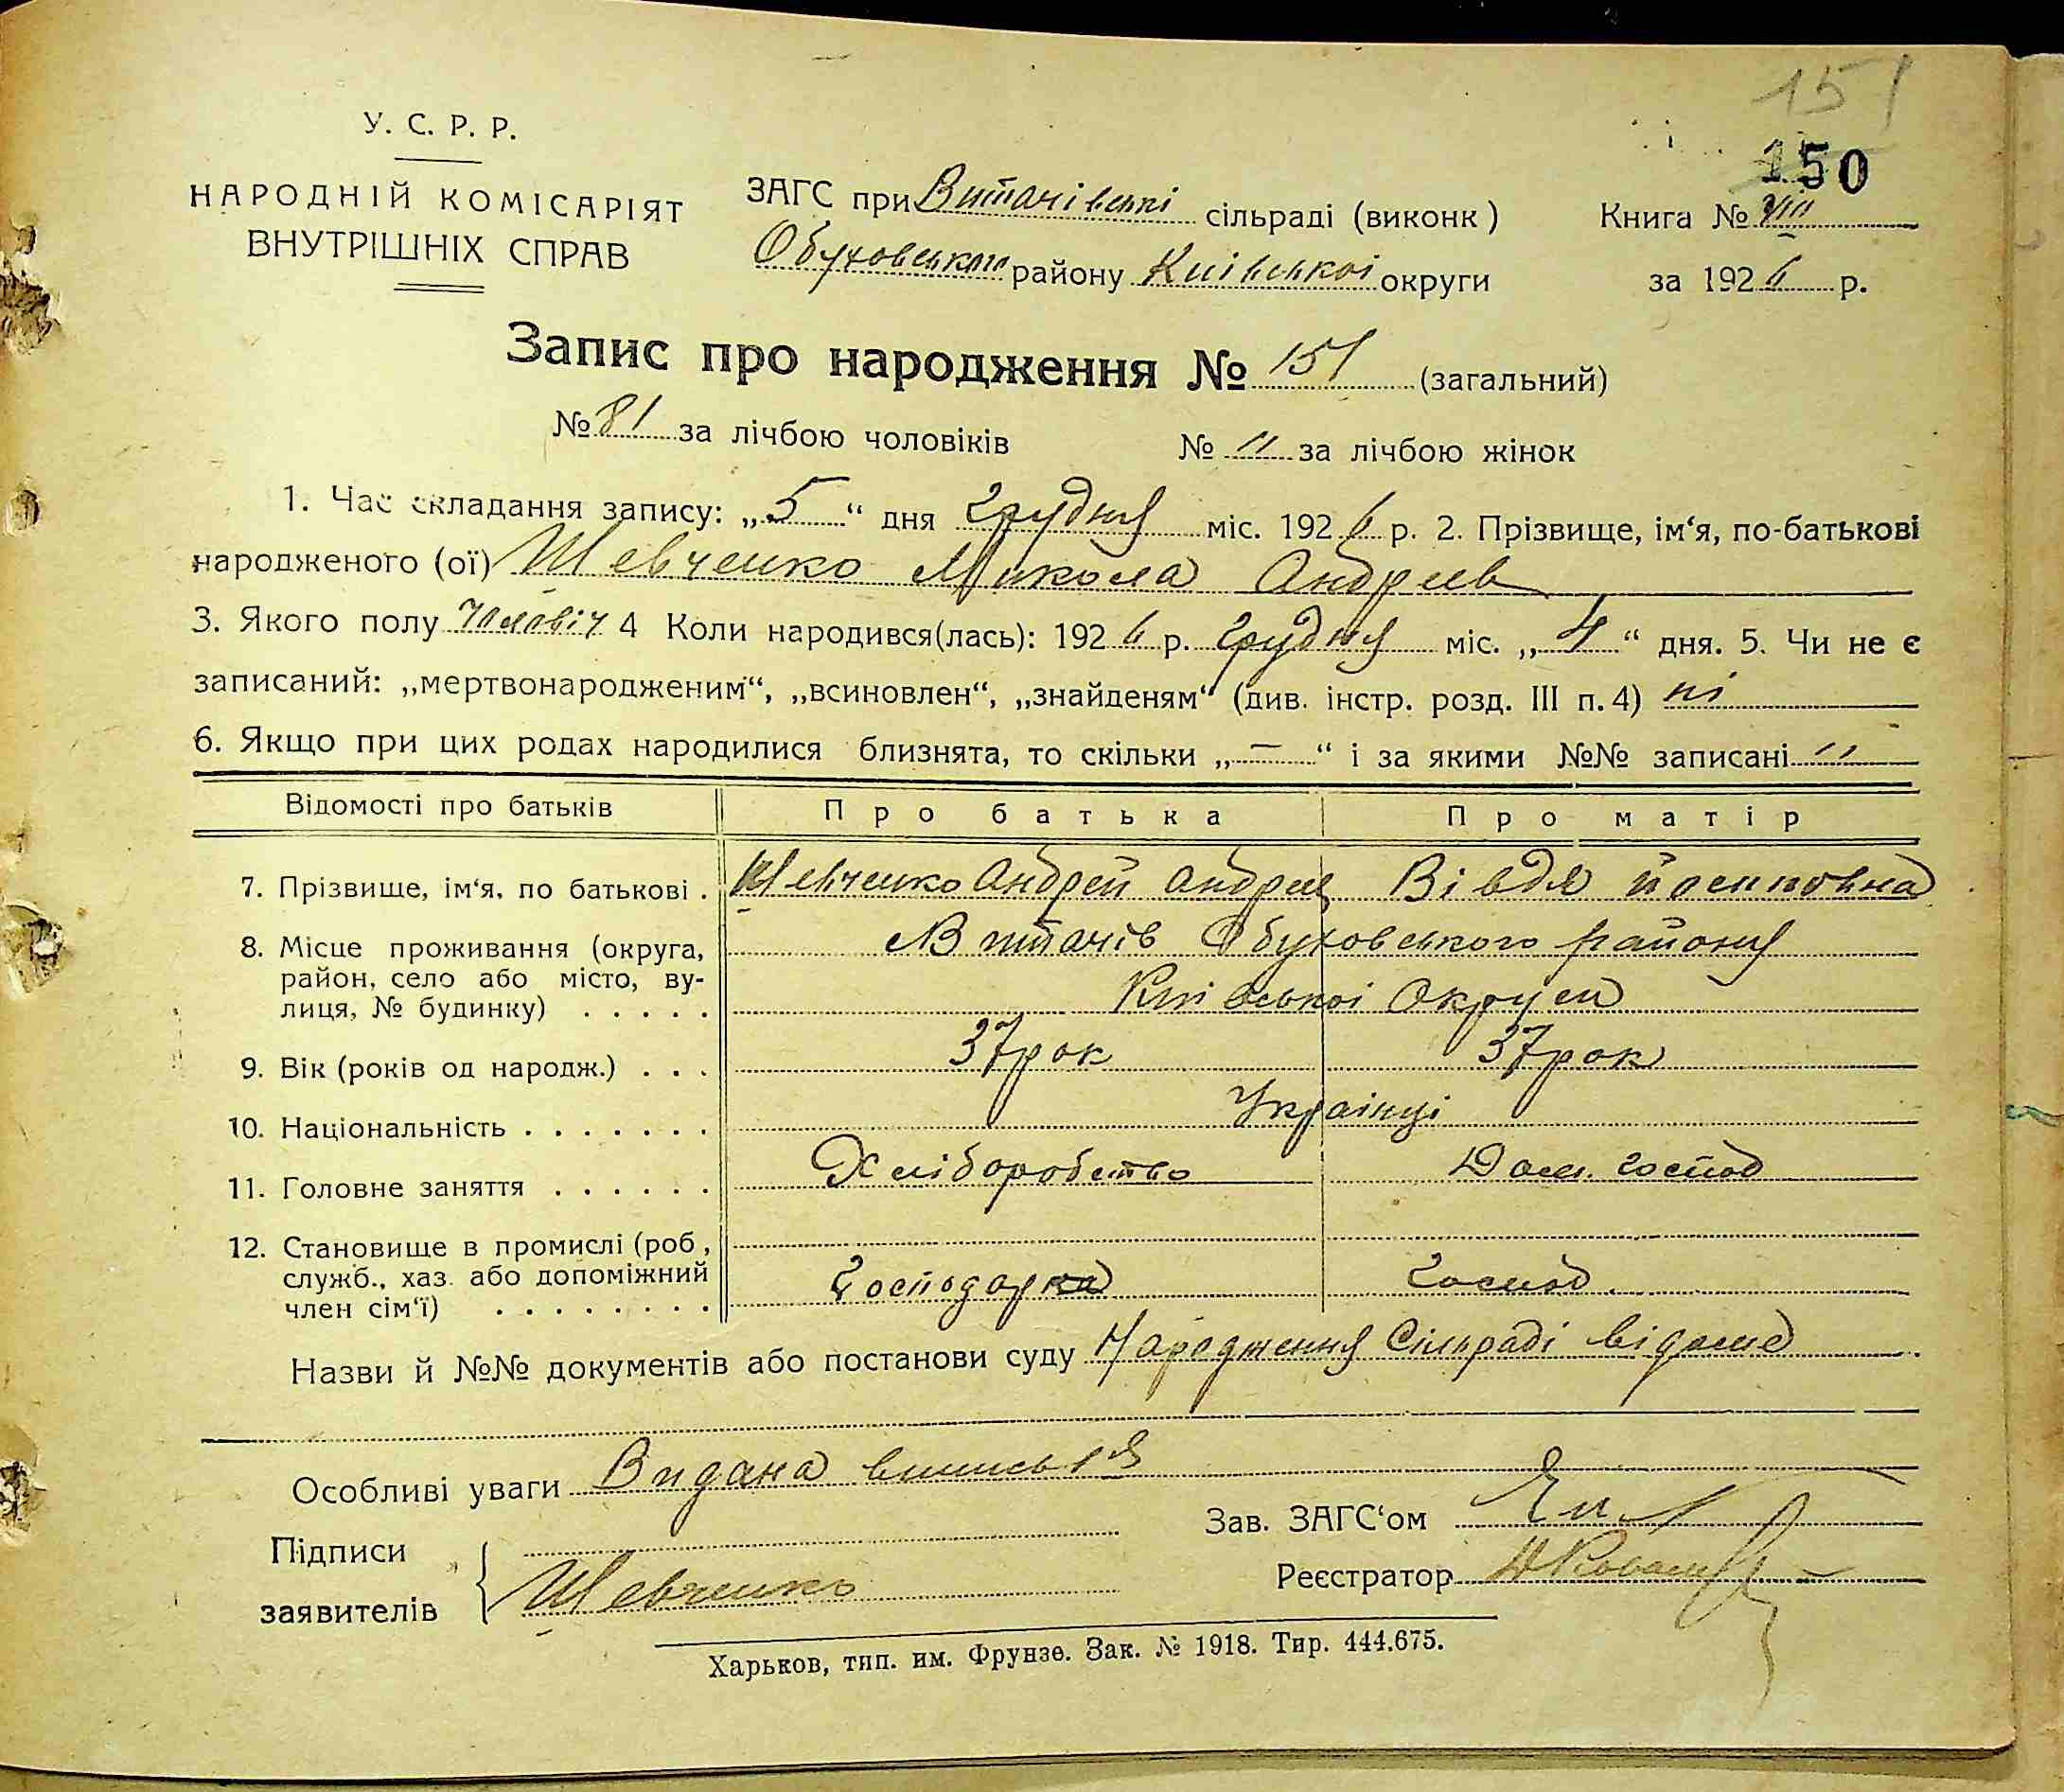 151
У. С. Р. Р.
150
НАРОДНІЙ КОМІСАРІЯТ
ВНУТРІШНІХ СПРАВ
ЗАГС при Витачівські сільраді (виконк)
Книга № VIII
Обуховського району Київської округи
за 1926 р.
Запис про народження № 151 (загальний)
№ 81 за лічбою чоловіків № " за лічбою жінок
1. Час складання запису: „5“ дня грудня міс. 1926 р. 2. Прізвище, ім‘я, по-батькові
народженого (ої) Шевченко Микола Андрієв
3. Якого полу чоловіч 4 Коли народився(лась): 1926 р. грудня міс. „4“ дня. 5. Чи не є
записаний: „мертвонародженим“, „всиновлен“, „знайденям“ (див. інстр. розд. III п. 4) ні
6. Якщо при цих родах народилися близнята, то скільки „—“ і за якими №№ записані "
Відомості про батьків Про батька Про матір
7. Прізвище, ім‘я, по батькові . Шевченко Андрей Андрее Вівдя Йосиповна
8. Місце проживання (округа, Витачів Обуховського району
район, село або місто, ву-
лиця, № будинку) . . . . . Київської Округи
9. Вік (років од народж.) . . . 37 рок 37 рок
10. Національність . . . . . . . Украінці
11. Головне заняття . . . . . . Хліборобство Дом. господ
12. Становище в промислі (роб,
служб., хаз. або допоміжний Господарка господ.
член сім‘ї) . . . . . . . .
Назви й №№ документів або постанови суду Народження Сільраді відоме
Особливі уваги Видана випись
Зав. ЗАГС‘ом
Підписи
Реєстратор
заявителів Шевченко
Харьков, тип. им. Фрунзе. Зак. № 1918. Тир. 444.675.